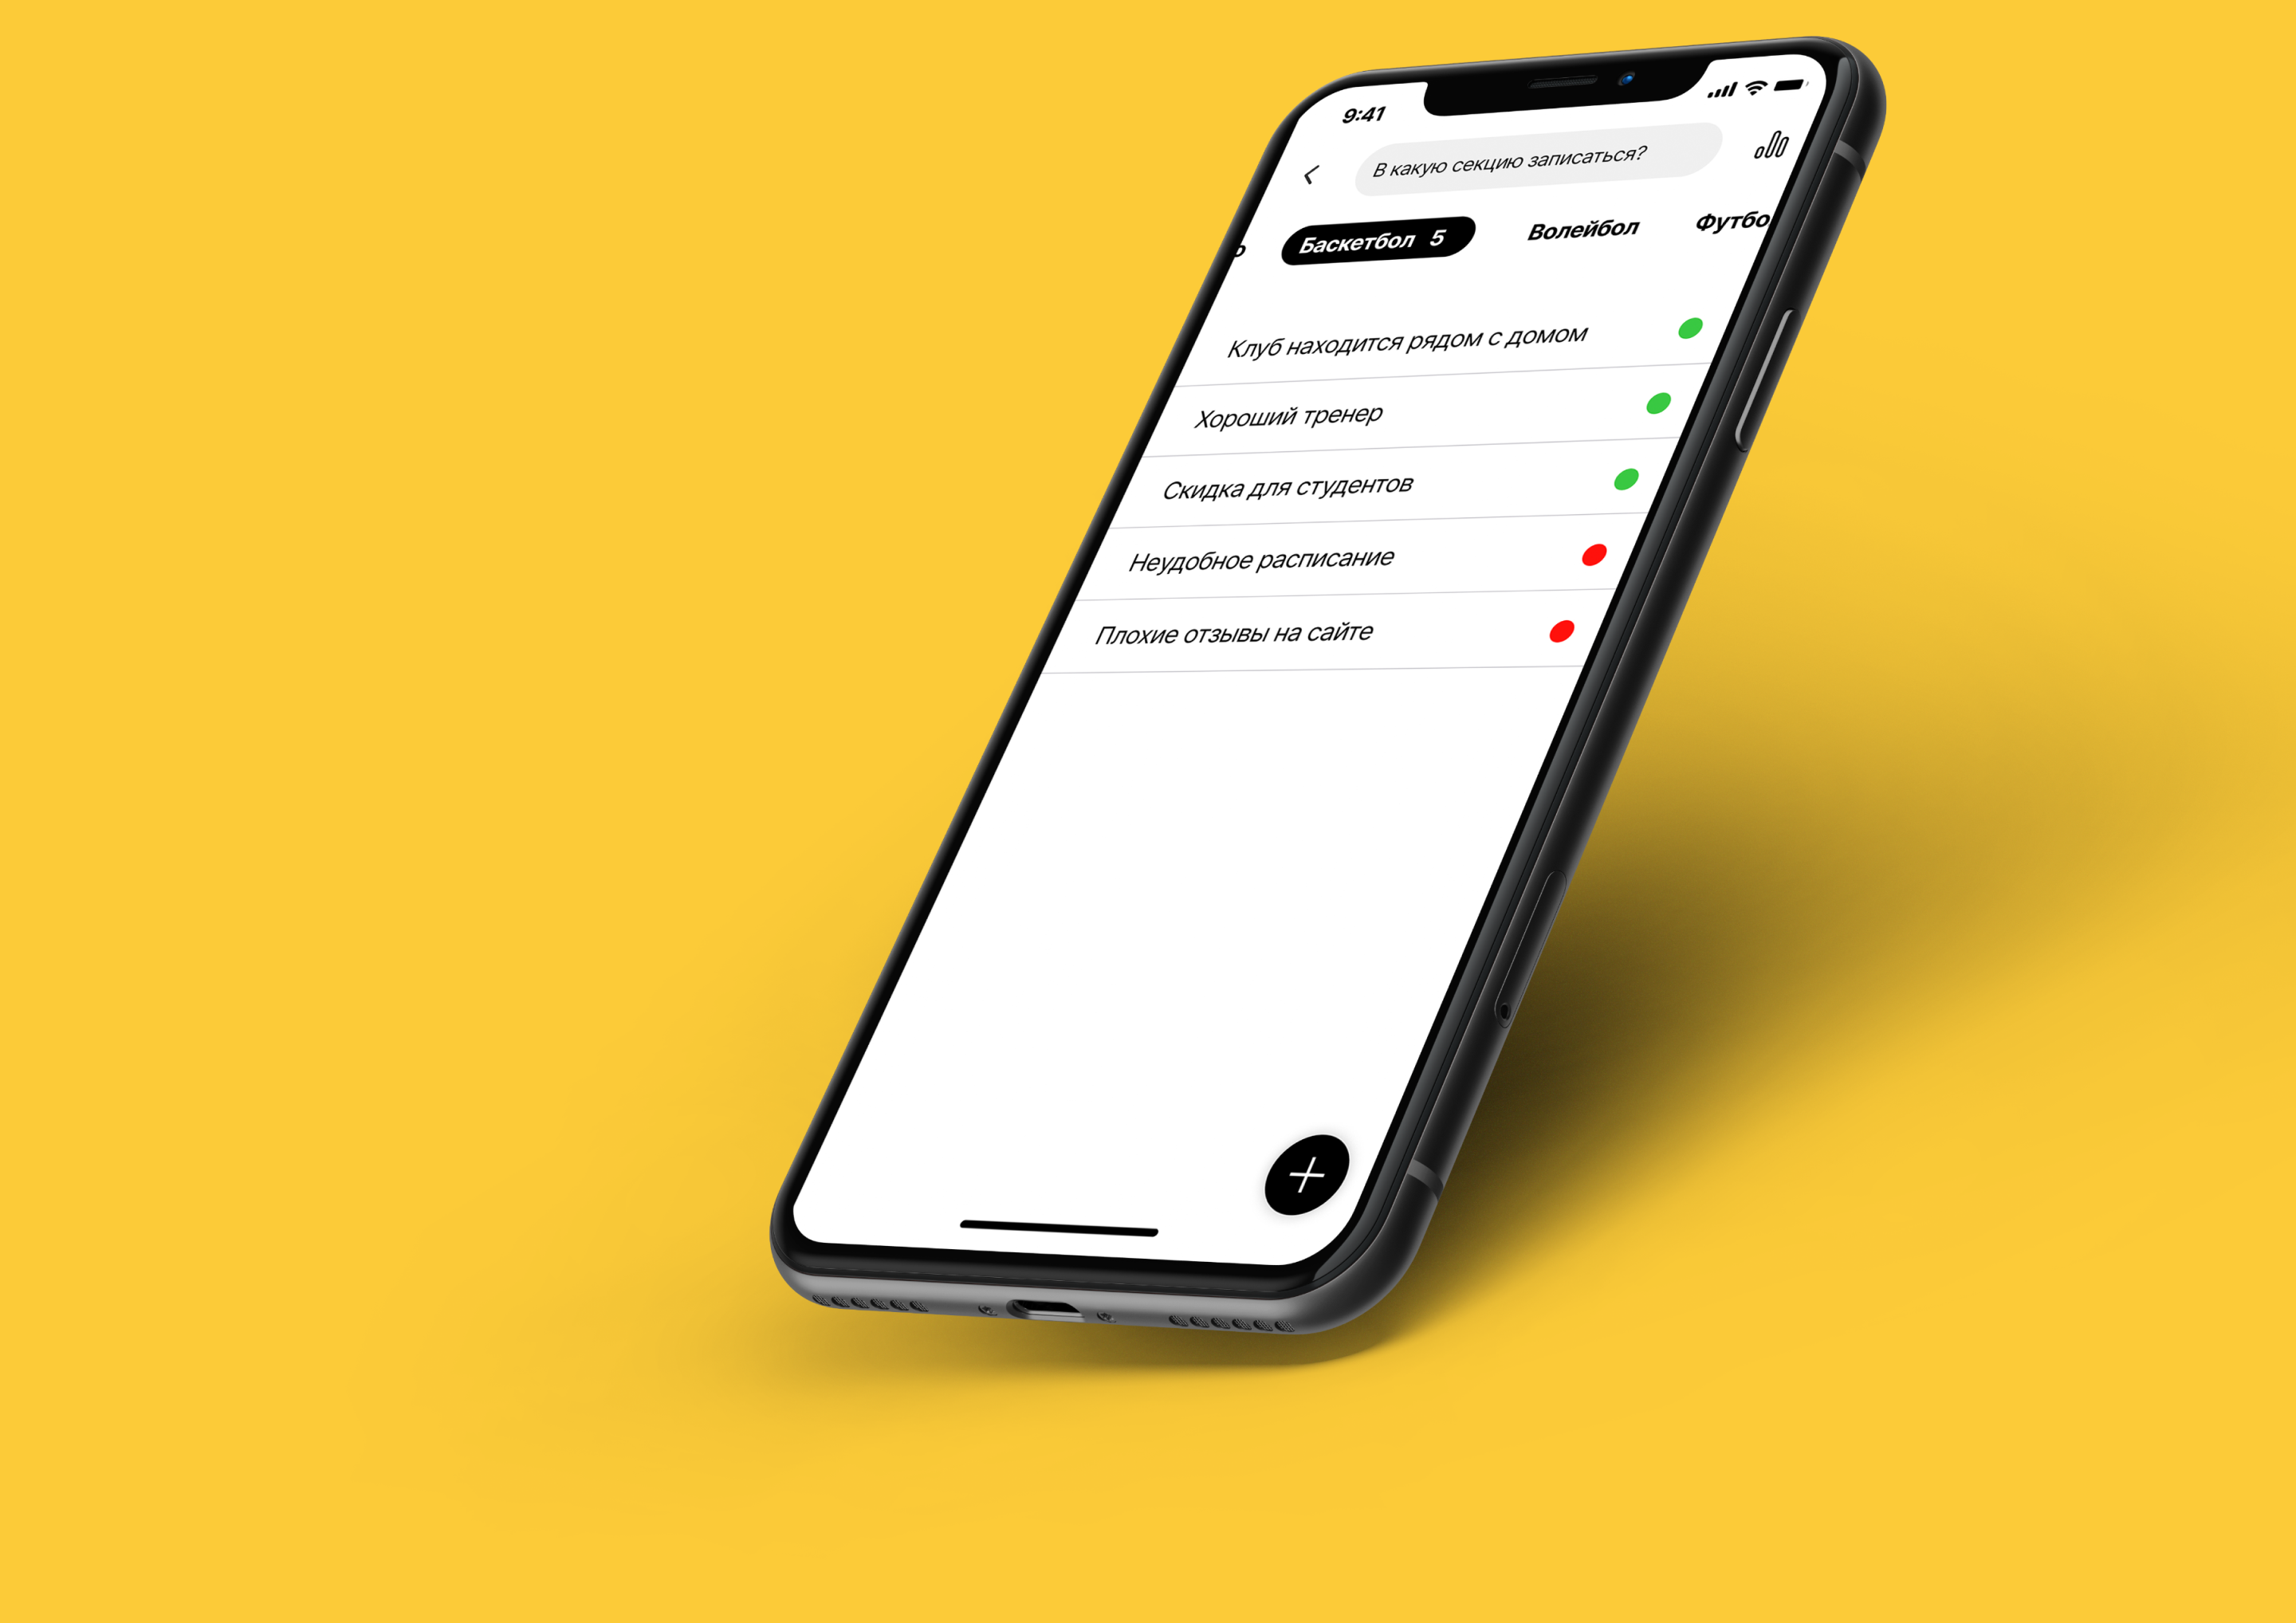 9:41
В какую секцию записаться?
Баскетбол 5 Волейбол Футбо
Клуб находится рядом с домом
Хороший тренер
Скидка для студентов
Неудобное расписание
Плохие отзывы на сайте